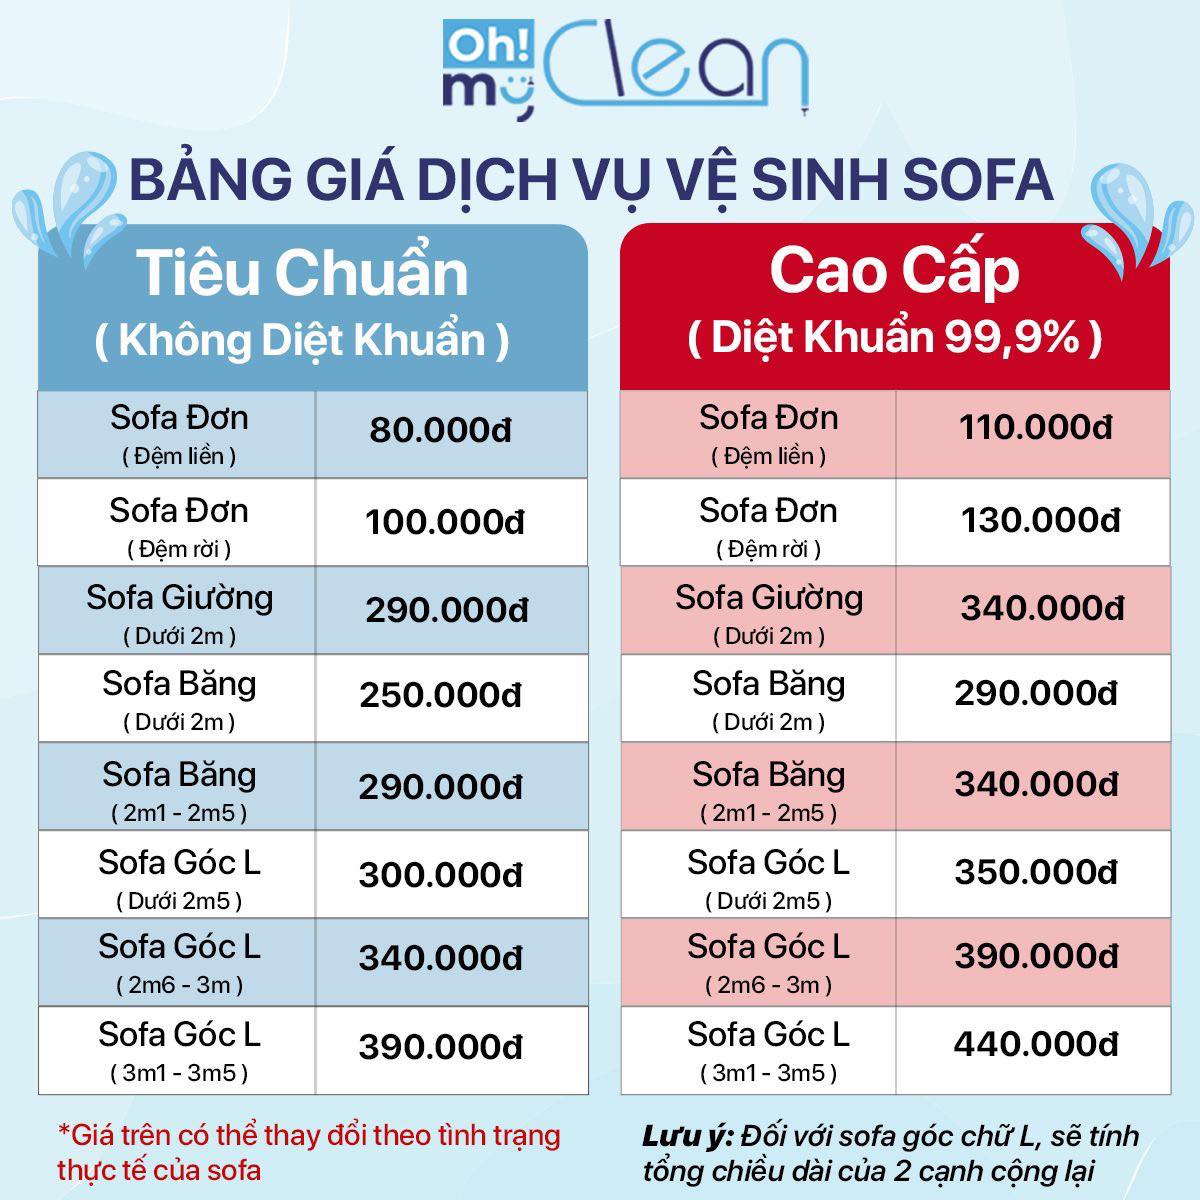 Oh!
my Clean
BẢNG GIÁ DỊCH VỤ VỆ SINH SOFA
Tiêu Chuẩn
( Không Diệt Khuẩn )
Sofa Đơn
( Đệm liền )
80.000đ
Sofa Đơn
( Đệm rời )
100.000đ
Sofa Giường
( Dưới 2m )
290.000đ
Sofa Băng
( Dưới 2m )
250.000đ
Sofa Băng
( 2m1 - 2m5 )
290.000đ
Sofa Góc L
( Dưới 2m5 )
300.000đ
Sofa Góc L
( 2m6 - 3m )
340.000đ
Sofa Góc L
( 3m1 - 3m5 )
390.000đ
*Giá trên có thể thay đổi theo tình trạng
thực tế của sofa
Cao Cấp
( Diệt Khuẩn 99,9% )
Sofa Đơn
( Đệm liền )
110.000đ
Sofa Đơn
( Đệm rời )
130.000đ
Sofa Giường
( Dưới 2m )
340.000đ
Sofa Băng
( Dưới 2m )
290.000đ
Sofa Băng
( 2m1 - 2m5 )
340.000đ
Sofa Góc L
( Dưới 2m5 )
350.000đ
Sofa Góc L
( 2m6 - 3m )
390.000đ
Sofa Góc L
( 3m1 - 3m5 )
440.000đ
Lưu ý: Đối với sofa góc chữ L, sẽ tính
tổng chiều dài của 2 cạnh cộng lại